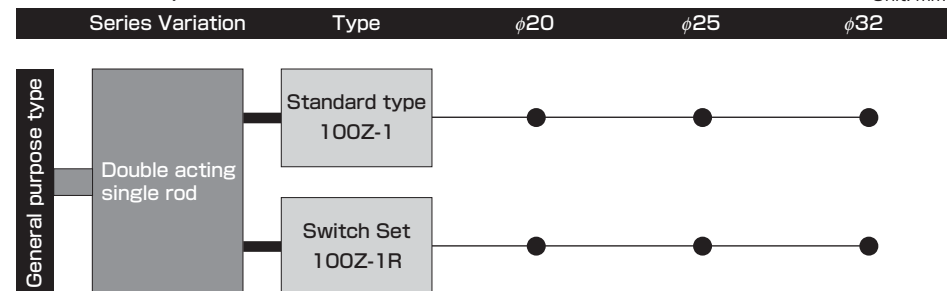 Series Variation Type φ20 φ25 φ32
General purpose type
Double acting
single rod
Standard type
100Z-1
Switch Set
100Z-1R